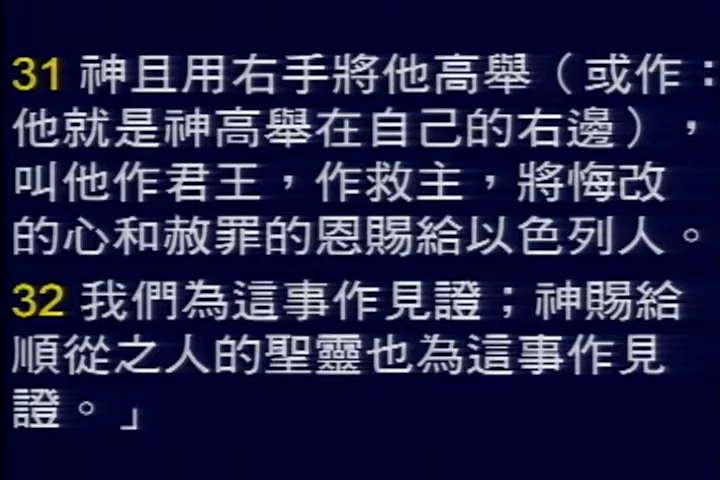 31 神且用右手將他高舉（或作：
他就是神高舉在自己的右邊），
叫他作君王，作救主，將悔改
的心和赦罪的恩賜給以色列人。
32 我們為這事作見證；神賜給
順從之人的聖靈也為這事作見
證。」